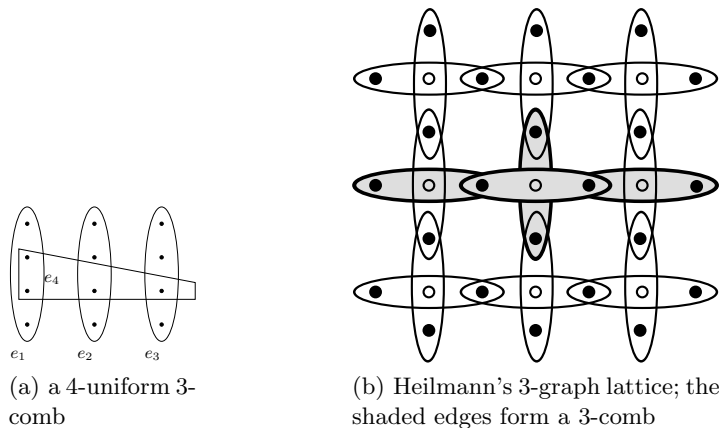 e₄
e₁ e₂ e₃
(a) a 4-uniform 3-
comb
(b) Heilmann's 3-graph lattice; the
shaded edges form a 3-comb